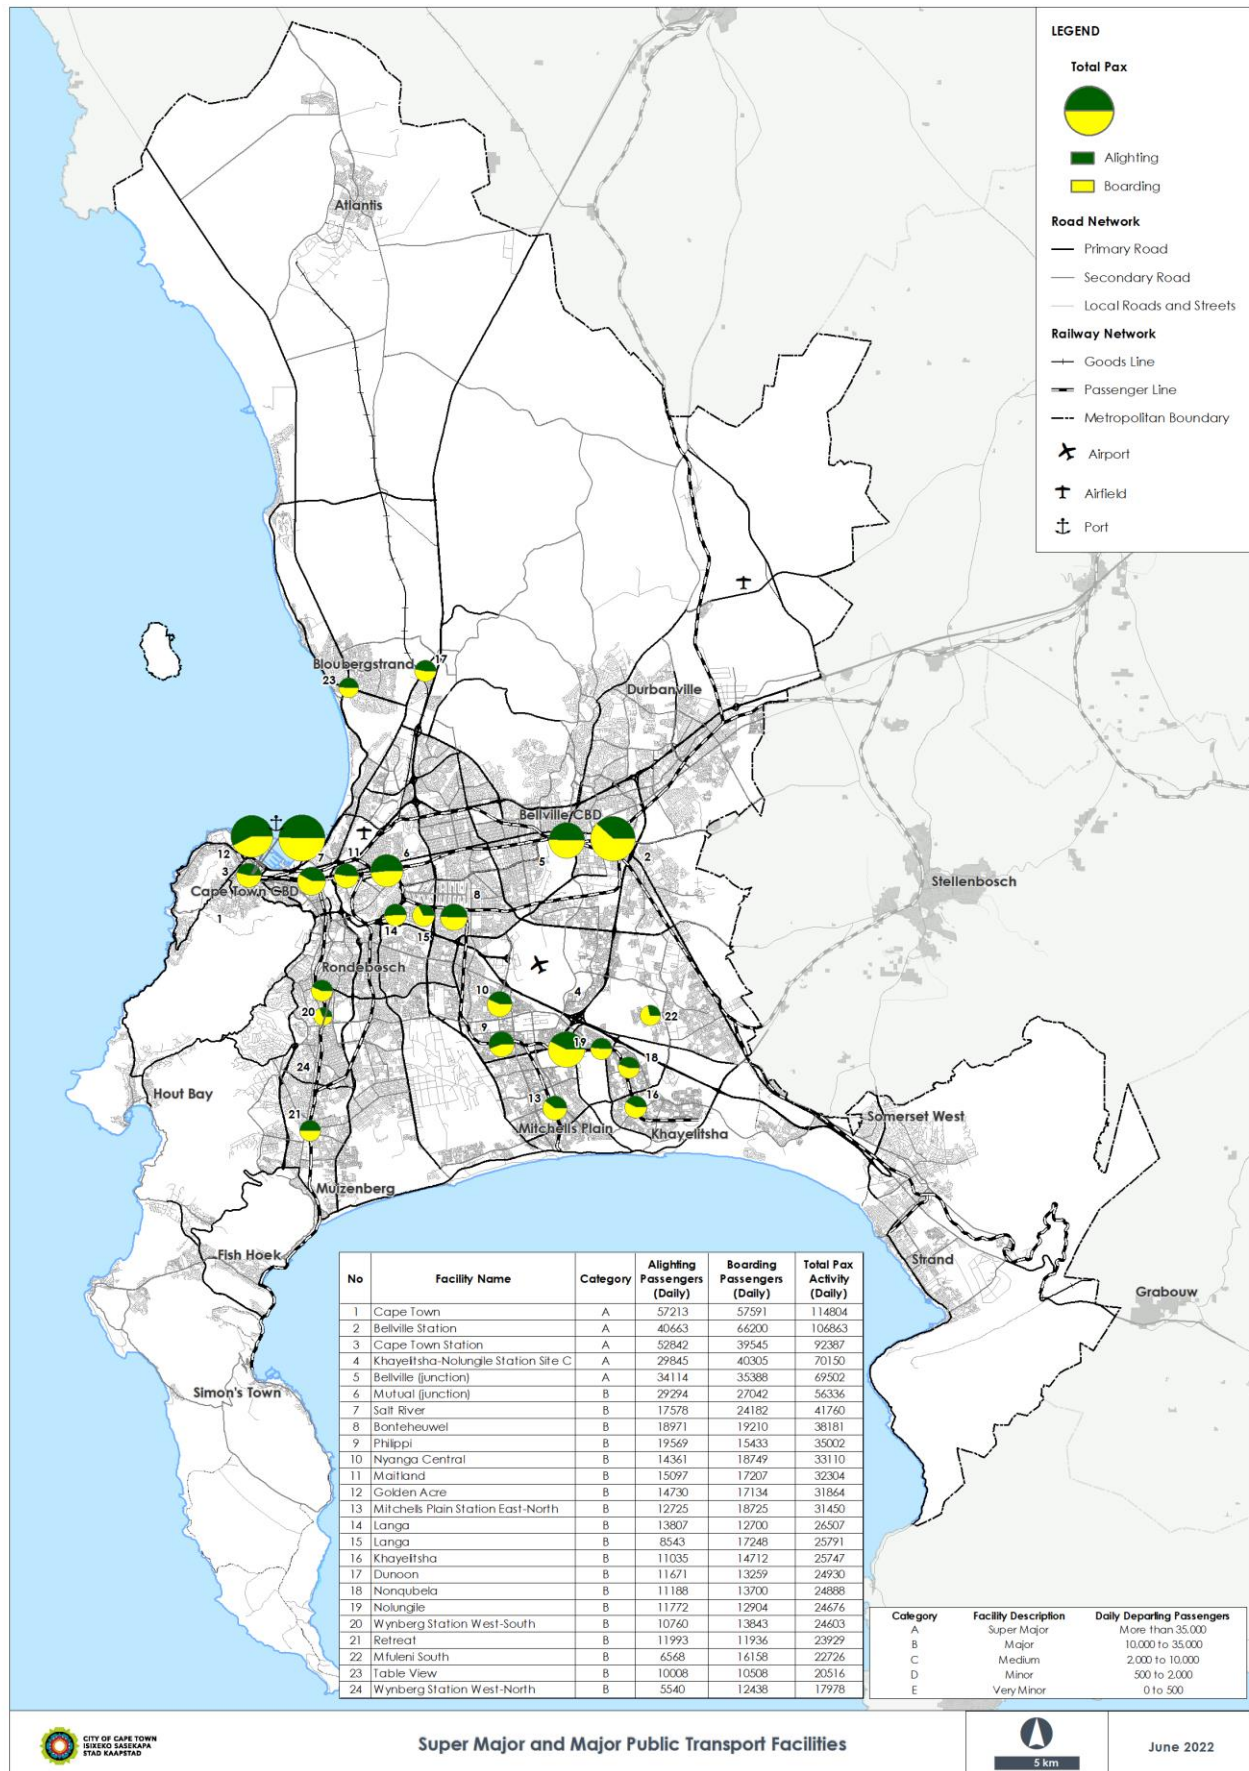 LEGEND
Total Pax
Alighting
Boarding
Road Network
Primary Road
Secondary Road
Local Roads and Streets
Railway Network
Goods Line
Passenger Line
Metropolitan Boundary
Airport
Airfield
Port
Atlantis
Bloubergstrand
17
23
Durbanville
Bellville CBD
12
7
11
6
5
2
3
Cape Town CBD
8
Stellenbosch
1
14
15
Rondebosch
10
4
20
9
19
22
18
24
Hout Bay
13
16
21
Mitchells Plain
Khayelitsha
Somerset West
Muizenberg
Fish Hoek
Strand
Grabouw
Simon's Town
No Facility Name Category Alighting Passengers (Daily) Boarding Passengers (Daily) Total Pax Activity (Daily)
1 Cape Town A 57213 57591 114804
2 Bellville Station A 40663 66200 106863
3 Cape Town Station A 52842 39545 92387
4 Khayelitsha-Nolungile Station Site C A 29845 40305 70150
5 Bellville (junction) A 34114 35388 69502
6 Mutual (junction) B 29294 27042 56336
7 Salt River B 17578 24182 41760
8 Bonteheuwel B 18971 19210 38181
9 Philippi B 19569 15433 35002
10 Nyanga Central B 14361 18749 33110
11 Maitland B 15097 17207 32304
12 Golden Acre B 14730 17134 31864
13 Mitchells Plain Station East-North B 12725 18725 31450
14 Langa B 13807 12700 26507
15 Langa B 8543 17248 25791
16 Khayelitsha B 11035 14712 25747
17 Dunoon B 11671 13259 24930
18 Nonqubela B 11188 13700 24888
19 Nolungile B 11772 12904 24676
20 Wynberg Station West-South B 10760 13843 24603
21 Retreat B 11993 11936 23929
22 Mfuleni South B 6568 16158 22726
23 Table View B 10008 10508 20516
24 Wynberg Station West-North B 5540 12438 17978
Category Facility Description Daily Departing Passengers
A Super Major More than 35.000
B Major 10,000 to 35,000
C Medium 2,000 to 10,000
D Minor 500 to 2,000
E Very Minor 0 to 500
CITY OF CAPE TOWN
ISIXEKO SASEKAPA
STAD KAAPSTAD
Super Major and Major Public Transport Facilities
5 km
June 2022